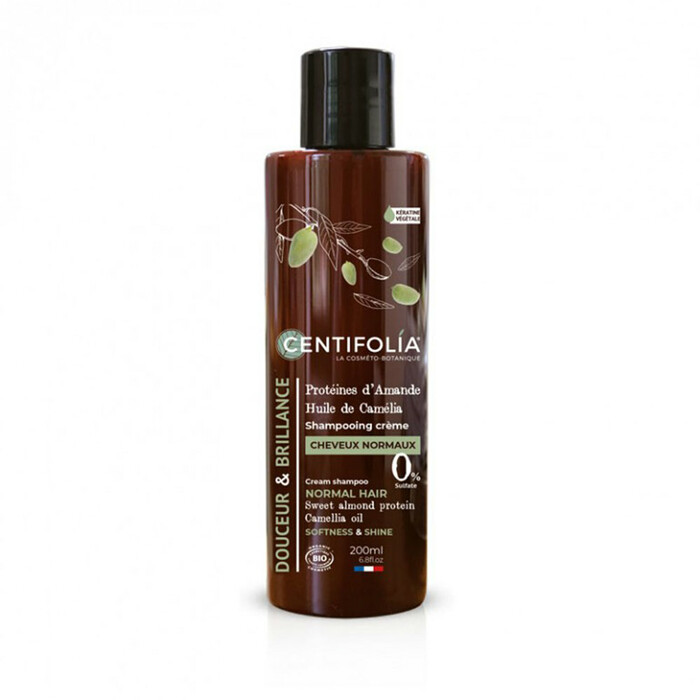 KÉRATINE
VÉGÉTALE
CENTIFOLÍA
LA COSMÉTO-BOTANIQUE
DOUCEUR & BRILLANCE
Protéines d'Amande
Huile de Camélia
Shampooing crème
CHEVEUX NORMAUX
0%
Sulfate
Cream shampoo
NORMAL HAIR
Sweet almond protein
Camellia oil
SOFTNESS & SHINE
BIO
200ml
6.8fl.oz